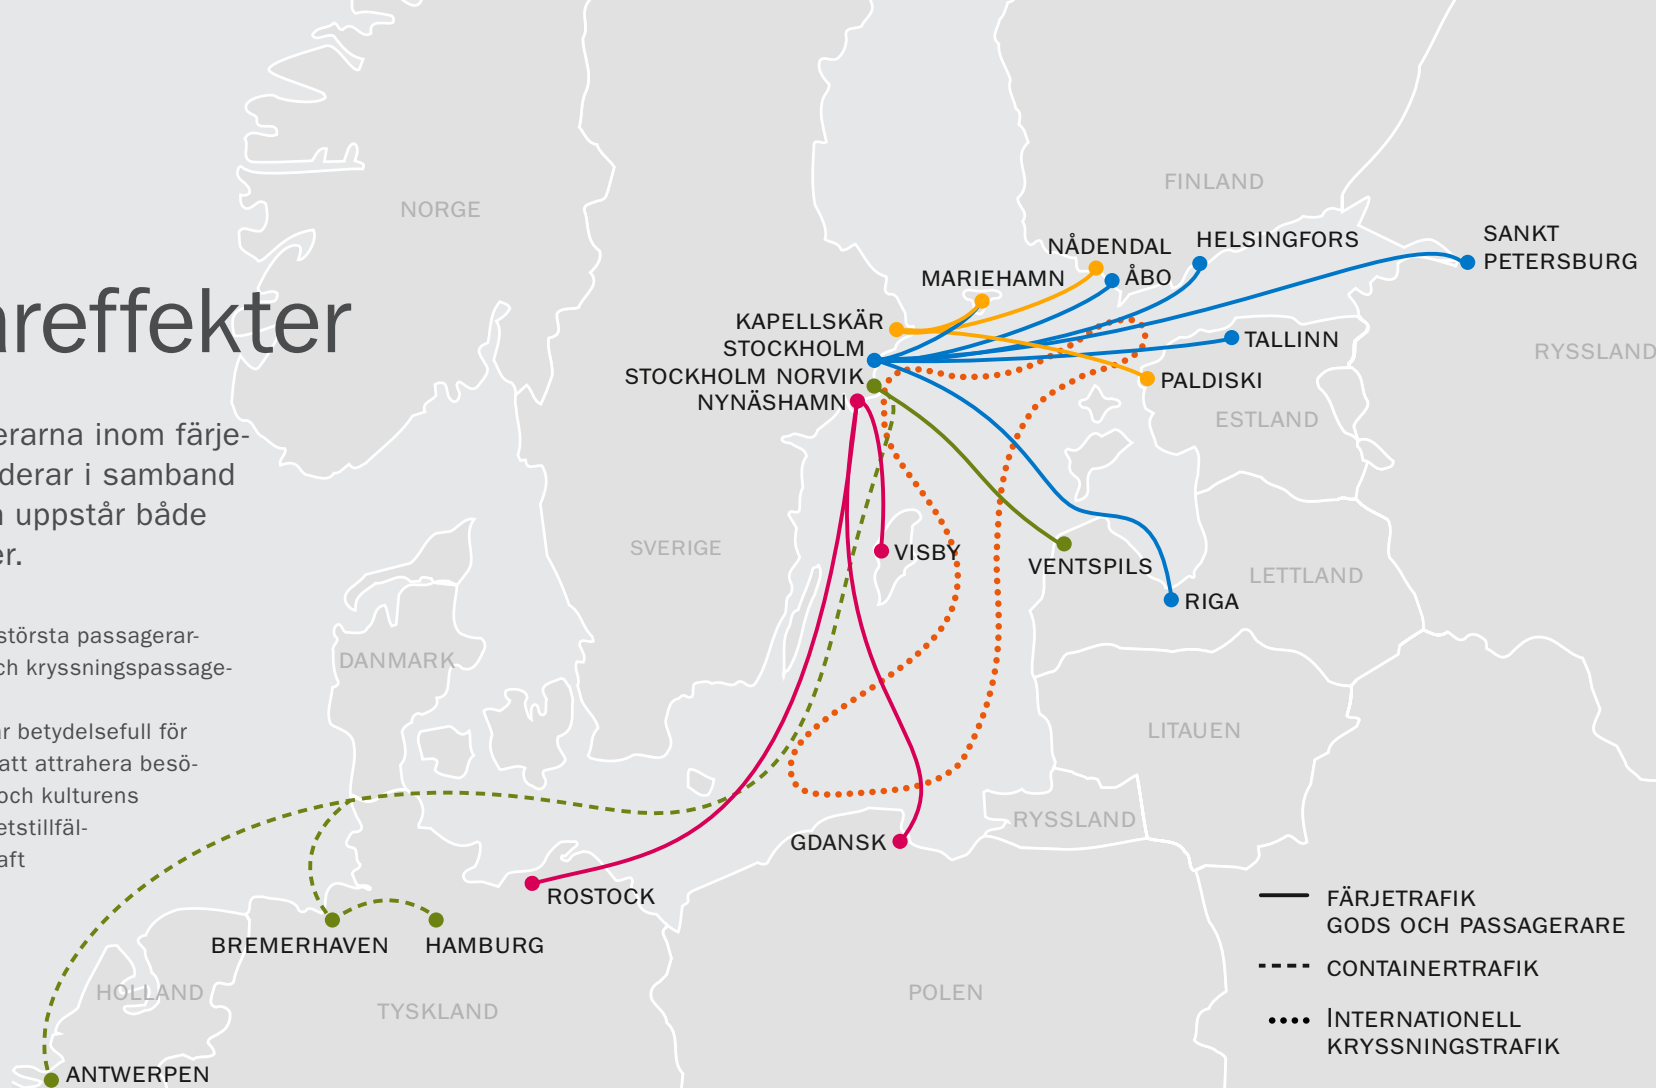 areffekter
erarna inom färje-
derar i samband
uppstår både
er.
största passagerar-
ch kryssningspassage-
är betydelsefull för
att attrahera besö-
och kulturens
etstillfäl-
aft
NORGE
SVERIGE
DANMARK
FINLAND
RYSSLAND
ESTLAND
LETTLAND
LITAUEN
RYSSLAND
POLEN
TYSKLAND
HOLLAND
NÅDENDAL
HELSINGFORS
SANKT
PETERSBURG
MARIEHAMN
ÅBO
KAPELLSKÄR
STOCKHOLM
TALLINN
STOCKHOLM NORVIK
PALDISKI
NYNÄSHAMN
VISBY
VENTSPILS
RIGA
GDANSK
ROSTOCK
BREMERHAVEN
HAMBURG
ANTWERPEN
FÄRJETRAFIK
GODS OCH PASSAGERARE
CONTAINERTRAFIK
INTERNATIONELL
KRYSSNINGSTRAFIK